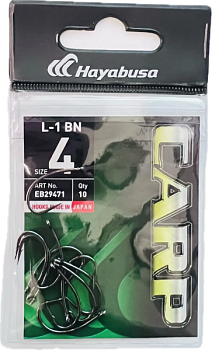 Hayabusa
L-1 BN
4
SIZE
ART No. Qty
EB29471 10
HOOKS MADE IN JAPAN
CARP